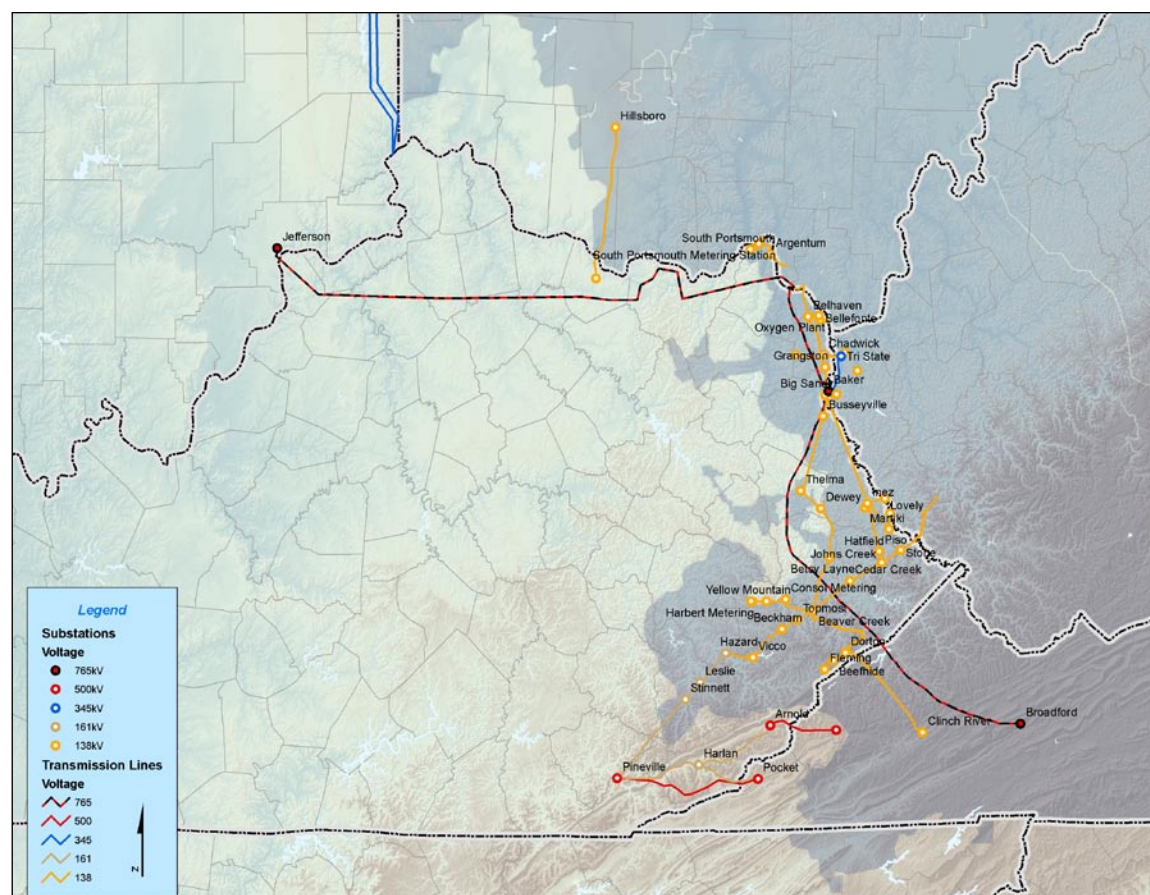 Hillsboro
Jefferson
South Portsmouth
Argentum
South Portsmouth Metering Station
Belhaven
Bellefonte
Oxygen Plant
Chadwick
Grangston
Tri State
Baker
Big Sandy
Busseyville
Thelma
Dewey
Inez
Lovely
Martiki
Hatfield
Piso
Johns Creek
Stone
Betsy Layne
Cedar Creek
Yellow Mountain
Consol Metering
Harbert Metering
Topmost
Beckham
Beaver Creek
Hazard
Vicco
Dorton
Fleming
Beefhide
Leslie
Stinnett
Arnold
Clinch River
Broadford
Harlan
Pineville
Pocket
Legend
Substations
Voltage
765kV
500kV
345kV
161kV
138kV
Transmission Lines
Voltage
765
500
345
161
138
N